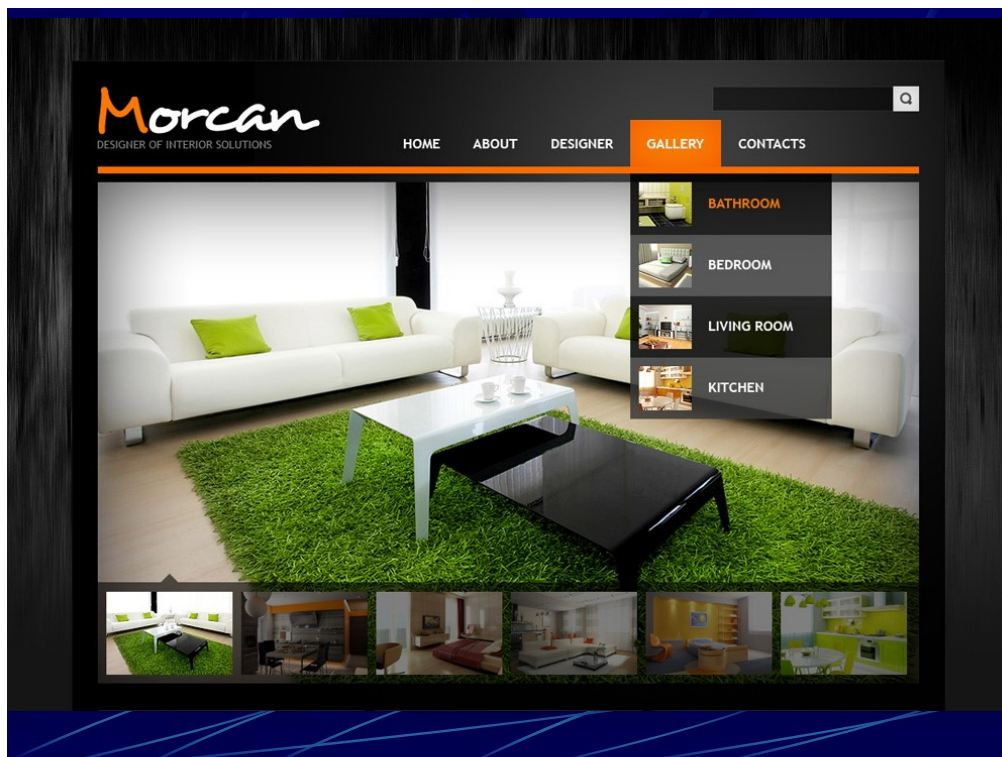 Morcan
DESIGNER OF INTERIOR SOLUTIONS
HOME ABOUT DESIGNER GALLERY CONTACTS
BATHROOM
BEDROOM
LIVING ROOM
KITCHEN